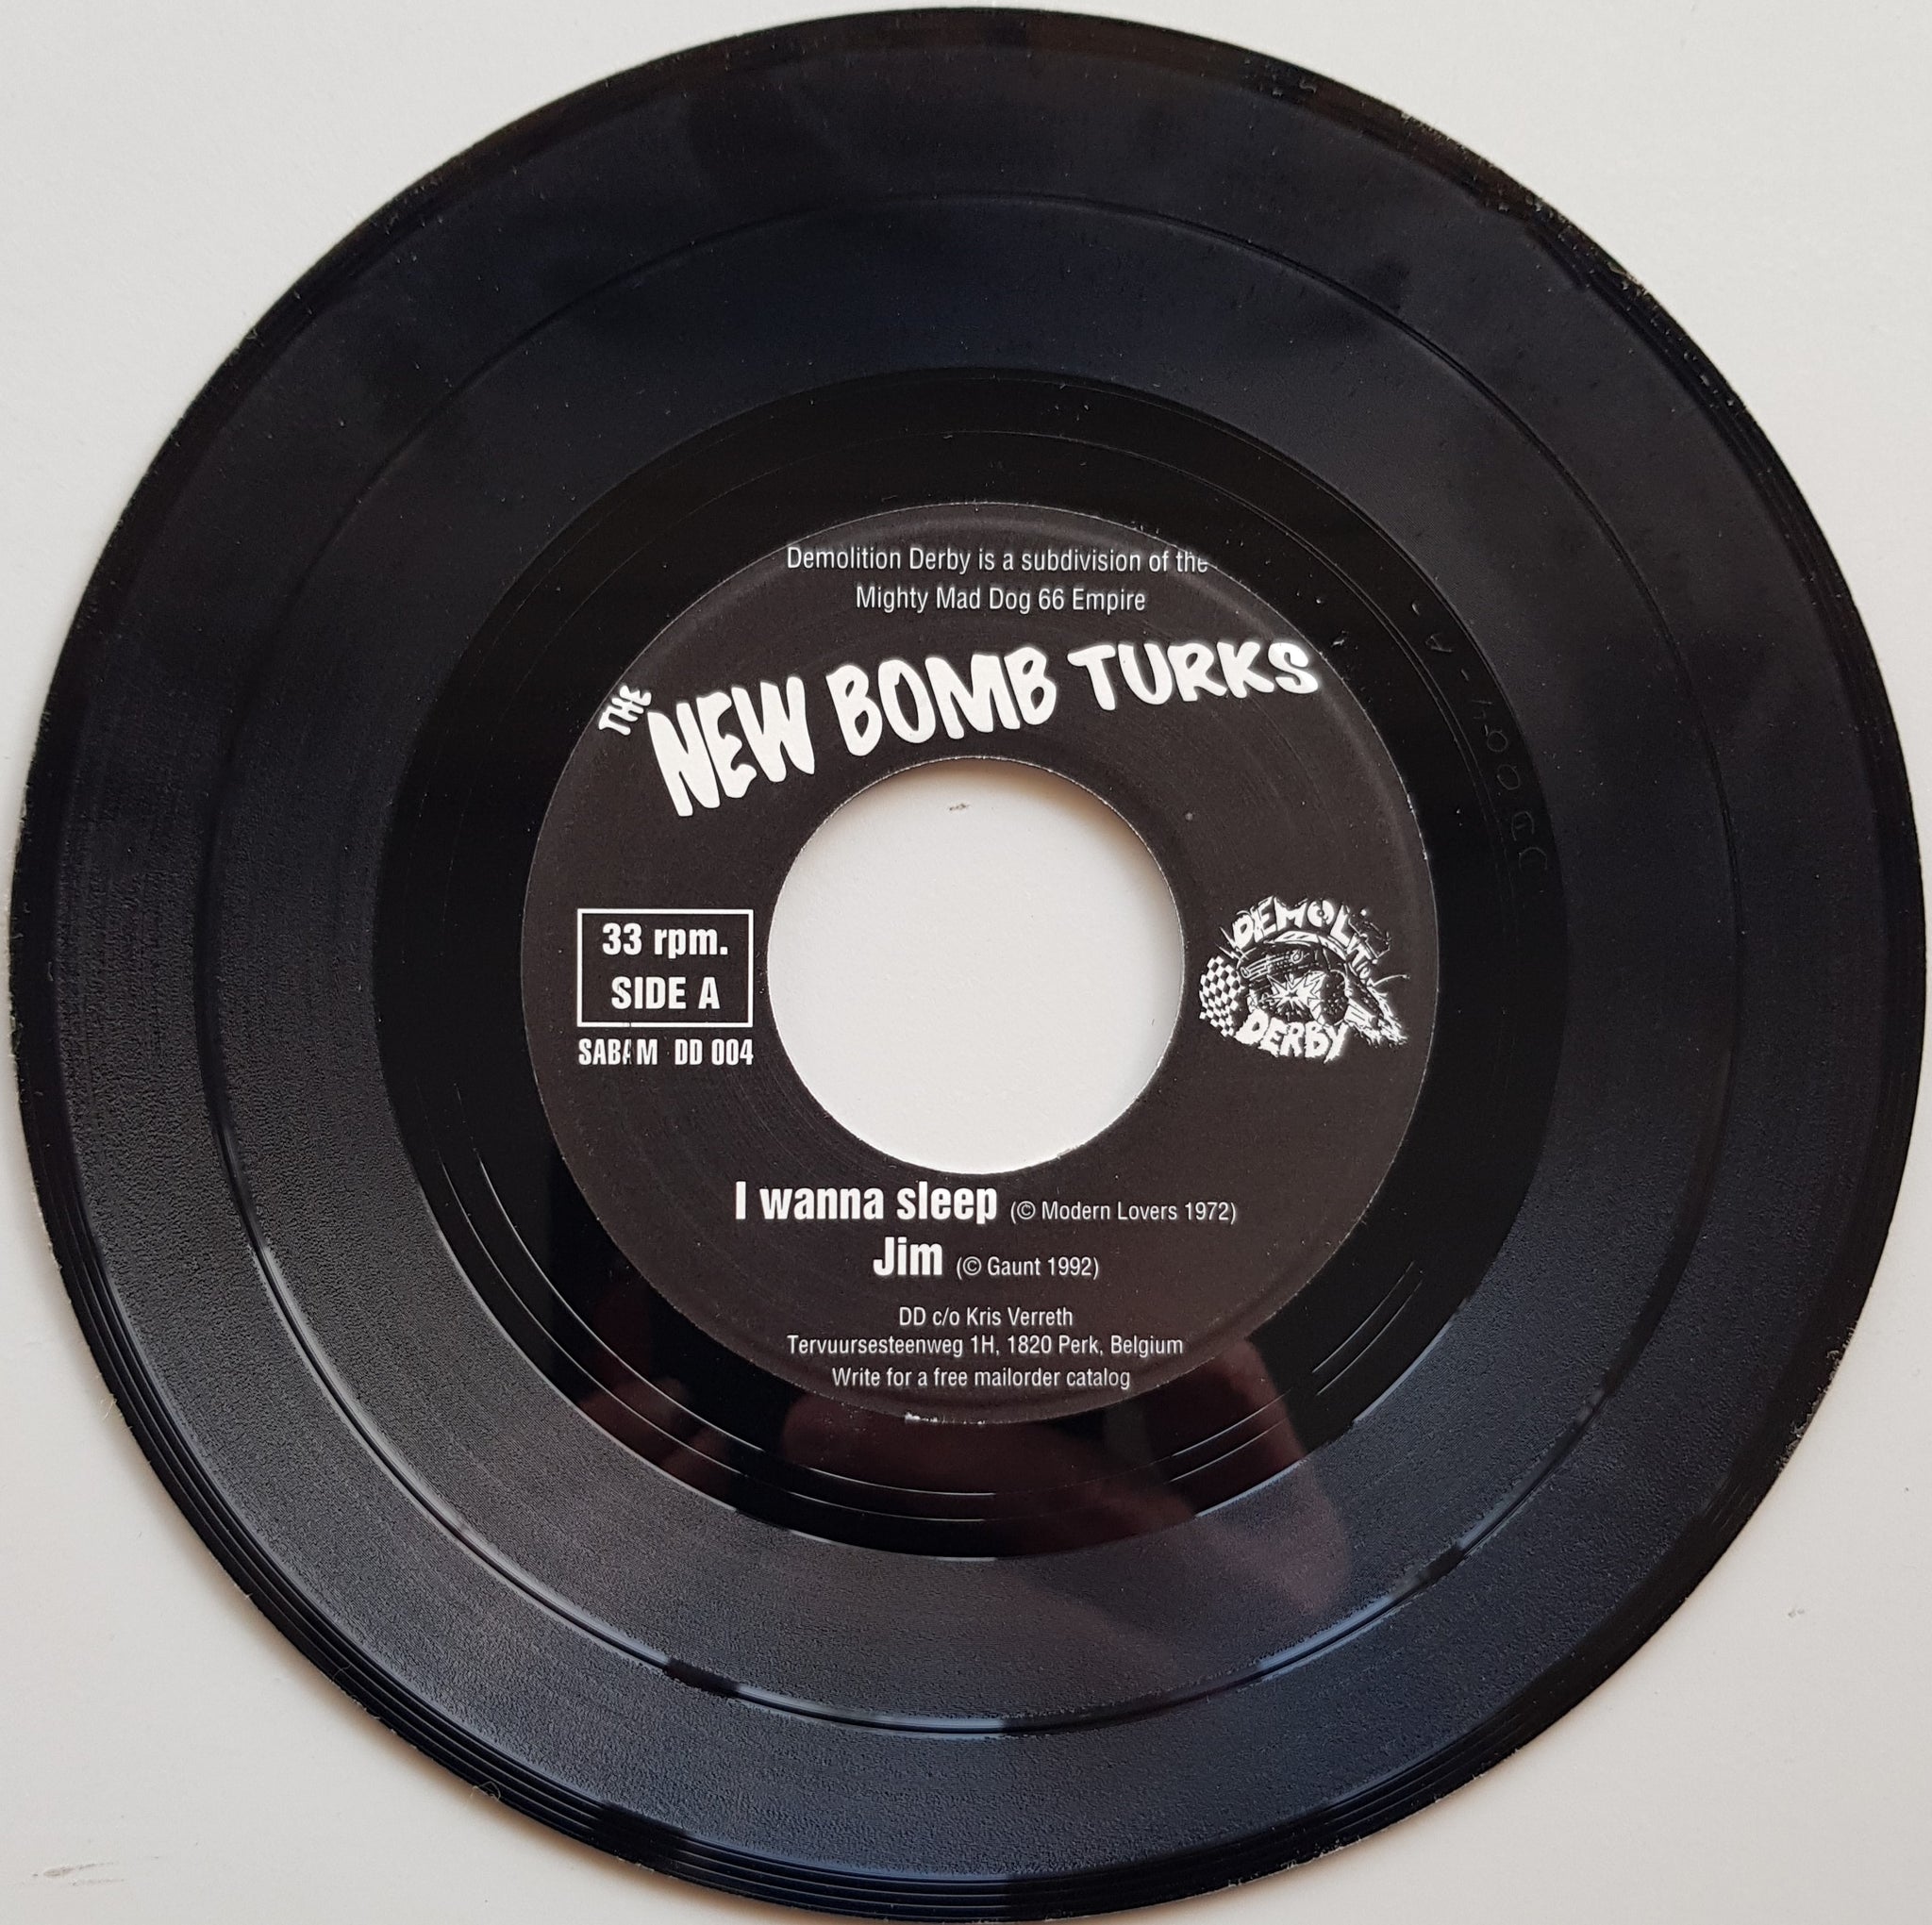 Demolition Derby is a subdivision of the
Mighty Mad Dog 66 Empire
THE NEW BOMB TURKS
33 rpm.
SIDE A
SABAM DD 004
DEMOLITION
DERBY
I wanna sleep (© Modern Lovers 1972)
Jim (© Gaunt 1992)
DD c/o Kris Verreth
Tervuursesteenweg 1H, 1820 Perk, Belgium
Write for a free mailorder catalog
DD004-A-